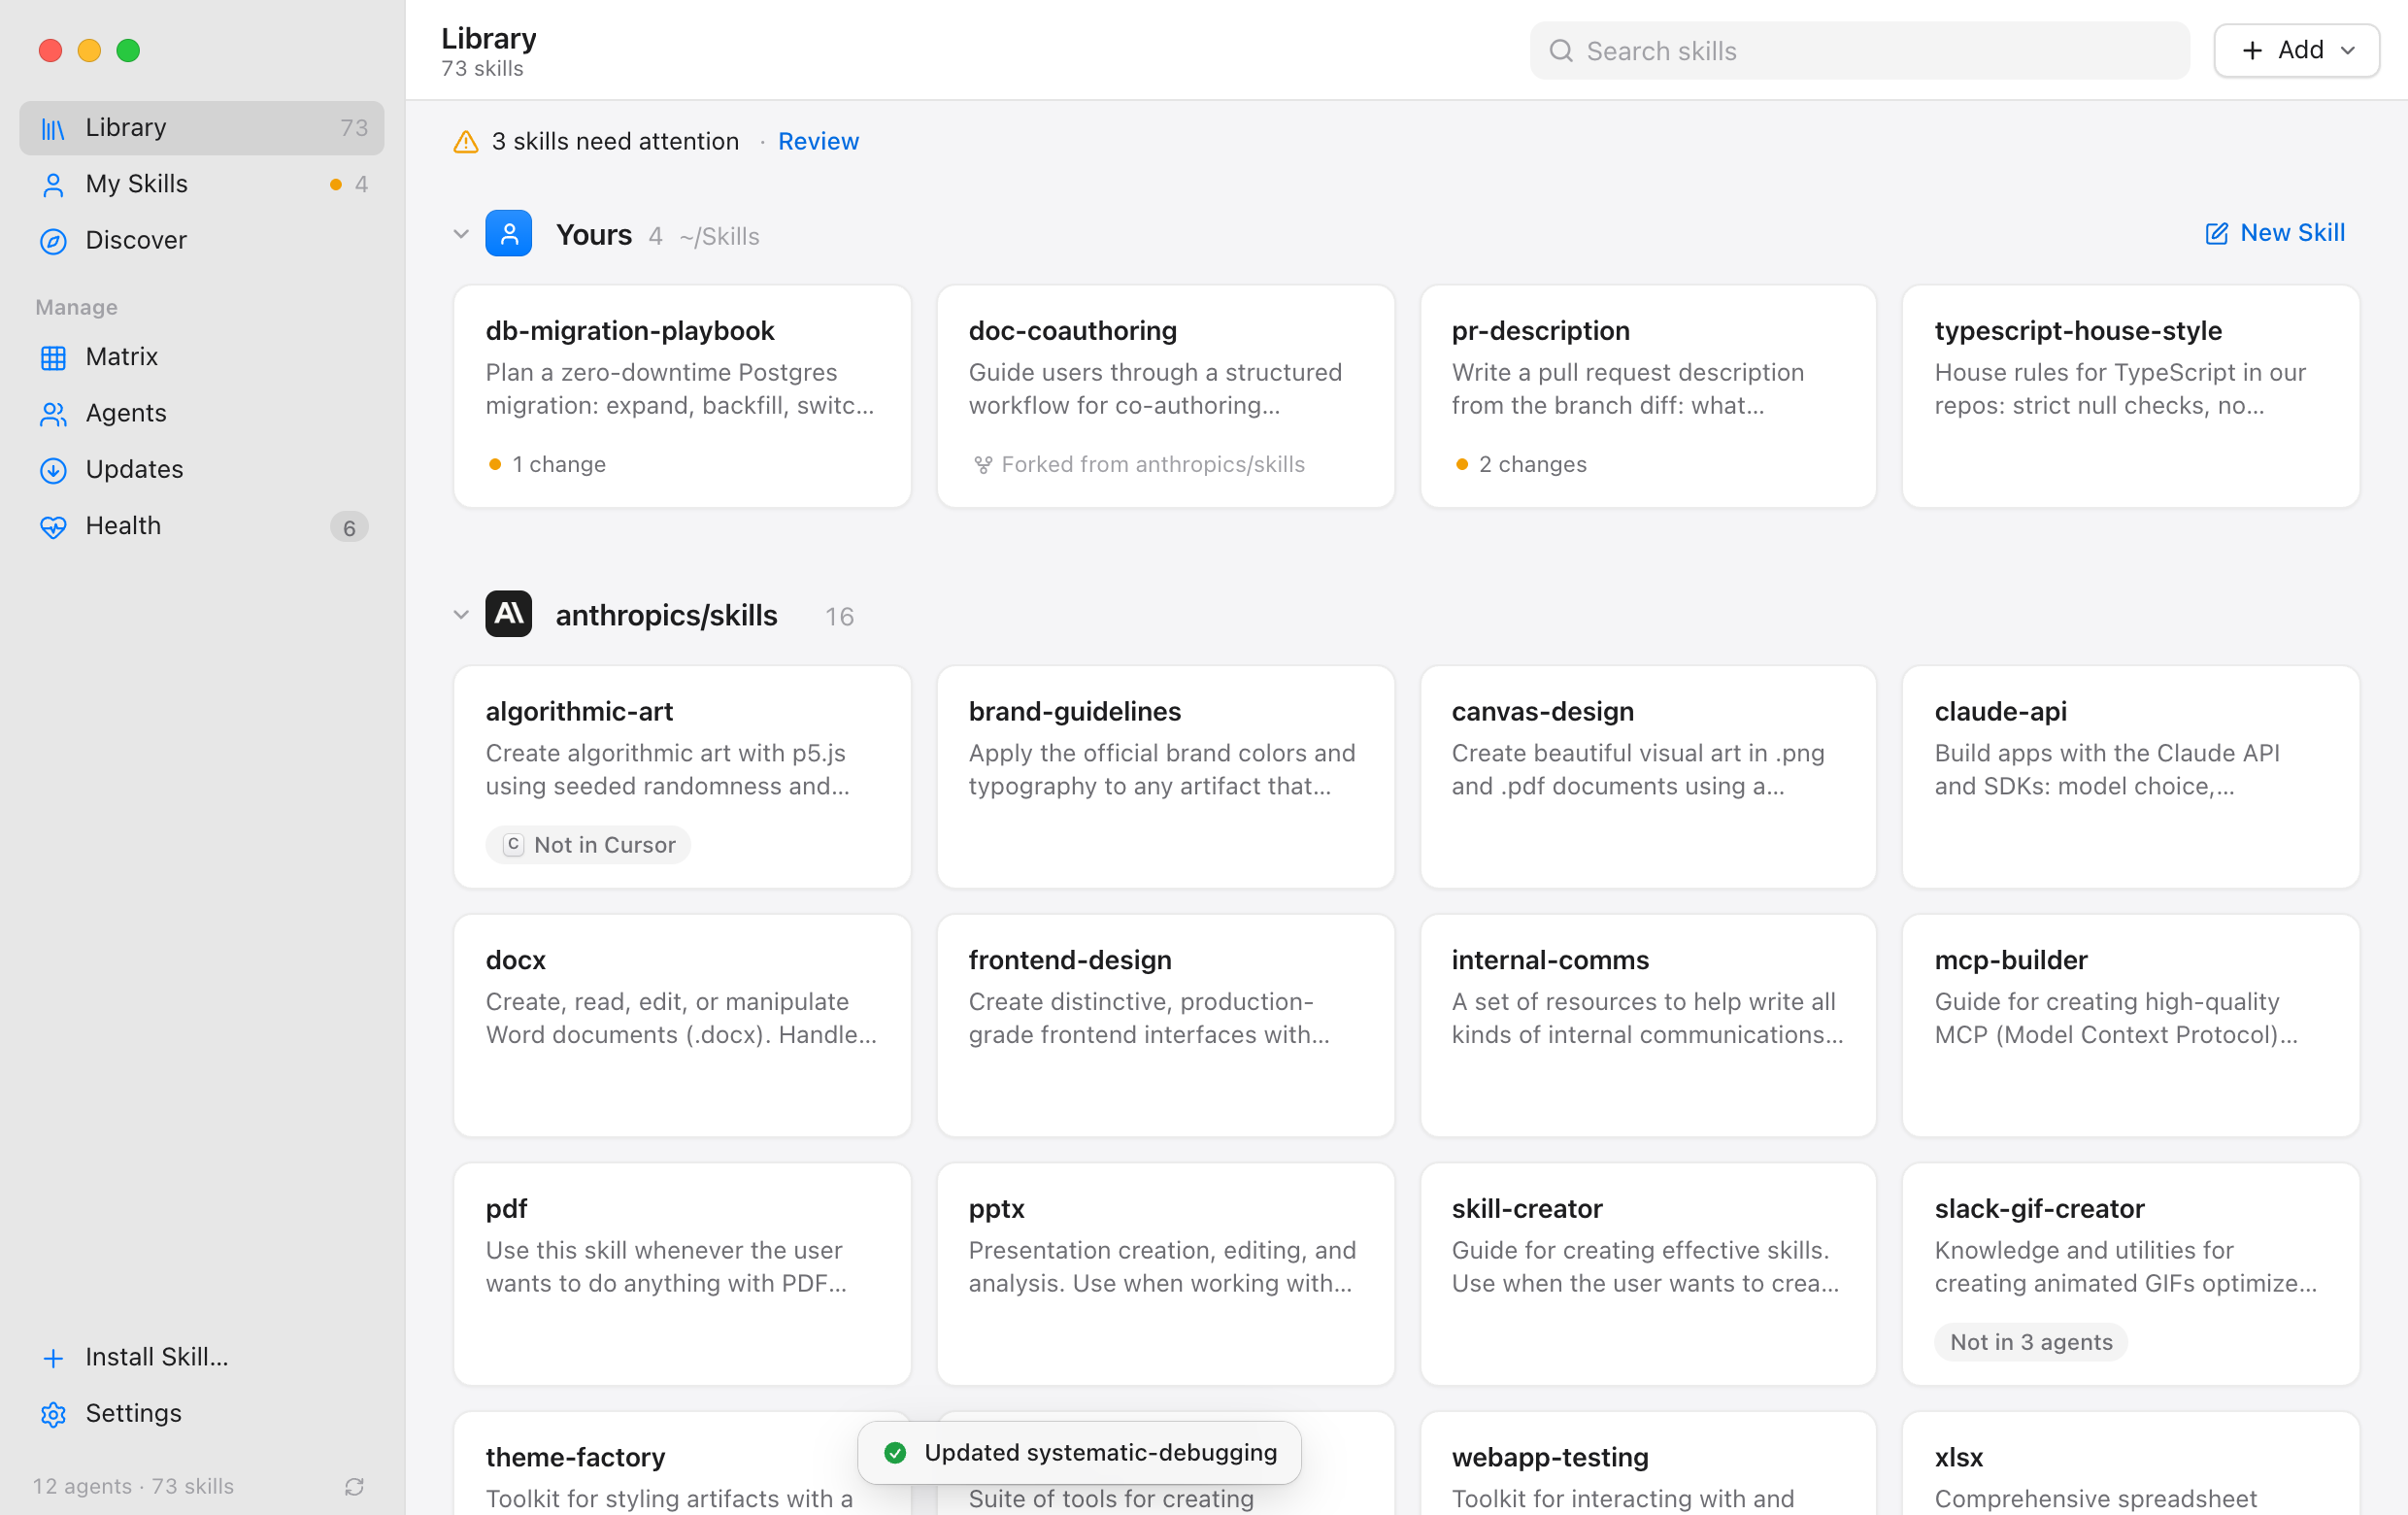 Library
73 skills
Search skills
Add
Library 73
My Skills 4
Discover
Manage
Matrix
Agents
Updates
Health 6
Install Skill...
Settings
12 agents · 73 skills
3 skills need attention · Review
Yours 4 ~/Skills
New Skill
db-migration-playbook
Plan a zero-downtime Postgres
migration: expand, backfill, switc...
1 change
doc-coauthoring
Guide users through a structured
workflow for co-authoring...
Forked from anthropics/skills
pr-description
Write a pull request description
from the branch diff: what...
2 changes
typescript-house-style
House rules for TypeScript in our
repos: strict null checks, no...
anthropics/skills 16
algorithmic-art
Create algorithmic art with p5.js
using seeded randomness and...
C Not in Cursor
brand-guidelines
Apply the official brand colors and
typography to any artifact that...
canvas-design
Create beautiful visual art in .png
and .pdf documents using a...
claude-api
Build apps with the Claude API
and SDKs: model choice,...
docx
Create, read, edit, or manipulate
Word documents (.docx). Handle...
frontend-design
Create distinctive, production-
grade frontend interfaces with...
internal-comms
A set of resources to help write all
kinds of internal communications...
mcp-builder
Guide for creating high-quality
MCP (Model Context Protocol)...
pdf
Use this skill whenever the user
wants to do anything with PDF...
pptx
Presentation creation, editing, and
analysis. Use when working with...
skill-creator
Guide for creating effective skills.
Use when the user wants to crea...
slack-gif-creator
Knowledge and utilities for
creating animated GIFs optimize...
Not in 3 agents
theme-factory
Toolkit for styling artifacts with a
Suite of tools for creating
webapp-testing
Toolkit for interacting with and
xlsx
Comprehensive spreadsheet
Updated systematic-debugging